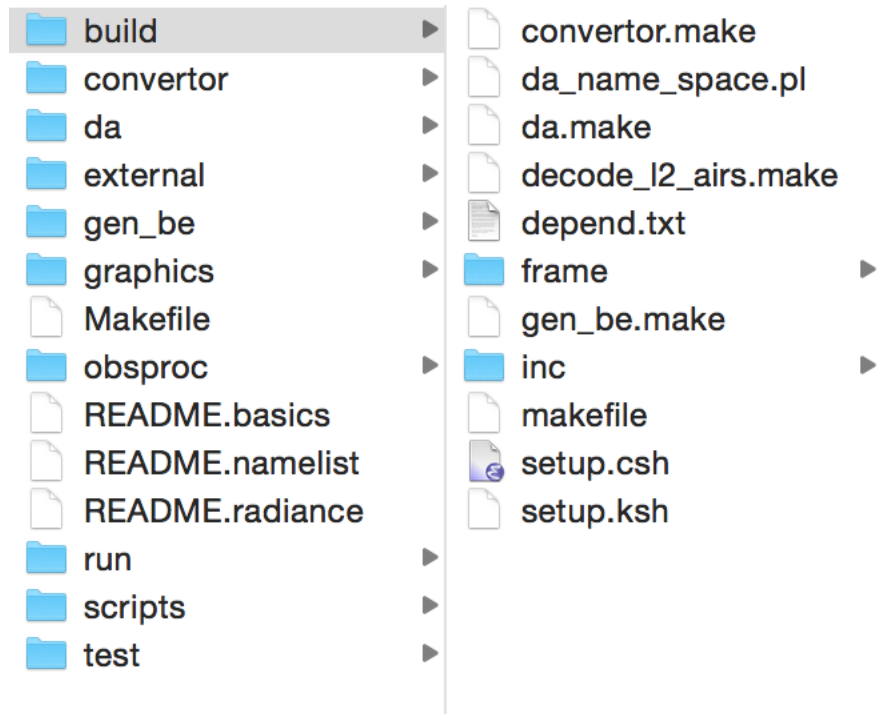 build
convertor
da
external
gen_be
graphics
Makefile
obsproc
README.basics
README.namelist
README.radiance
run
scripts
test
convertor.make
da_name_space.pl
da.make
decode_l2_airs.make
depend.txt
frame
gen_be.make
inc
makefile
setup.csh
setup.ksh